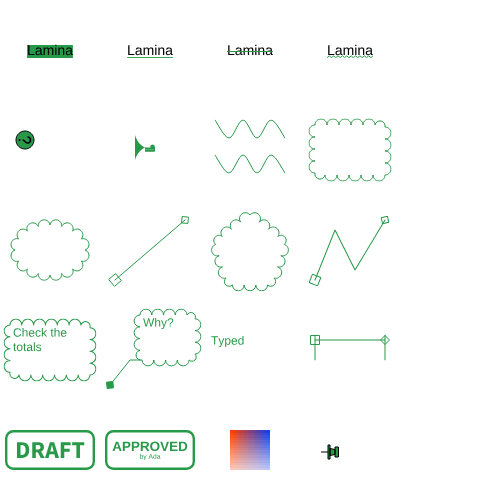 Lamina Lamina Lamina Lamina
?
Check the
totals
Why?
Typed
DRAFT
APPROVED
by Ada